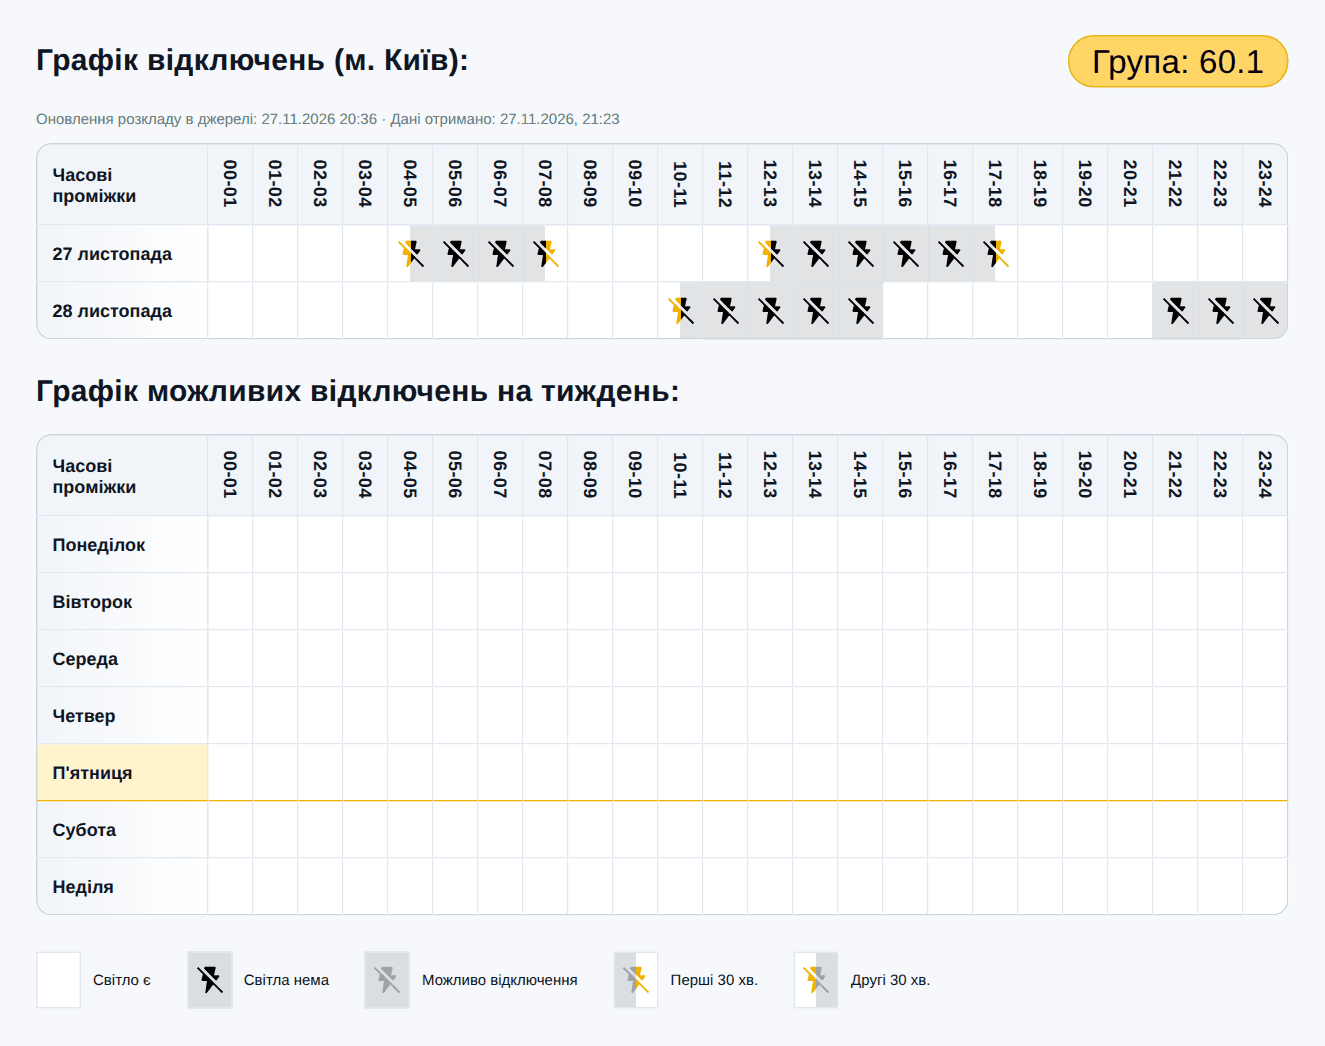 Графік відключень (м. Київ):
Група: 60.1
Оновлення розкладу в джерелі: 27.11.2026 20:36 · Дані отримано: 27.11.2026, 21:23
Часові проміжки 00-01 01-02 02-03 03-04 04-05 05-06 06-07 07-08 08-09 09-10 10-11 11-12 12-13 13-14 14-15 15-16 16-17 17-18 18-19 19-20 20-21 21-22 22-23 23-24
27 листопада
28 листопада
Графік можливих відключень на тиждень:
Часові проміжки 00-01 01-02 02-03 03-04 04-05 05-06 06-07 07-08 08-09 09-10 10-11 11-12 12-13 13-14 14-15 15-16 16-17 17-18 18-19 19-20 20-21 21-22 22-23 23-24
Понеділок
Вівторок
Середа
Четвер
П'ятниця
Субота
Неділя
Світло є Світла нема Можливо відключення Перші 30 хв. Другі 30 хв.